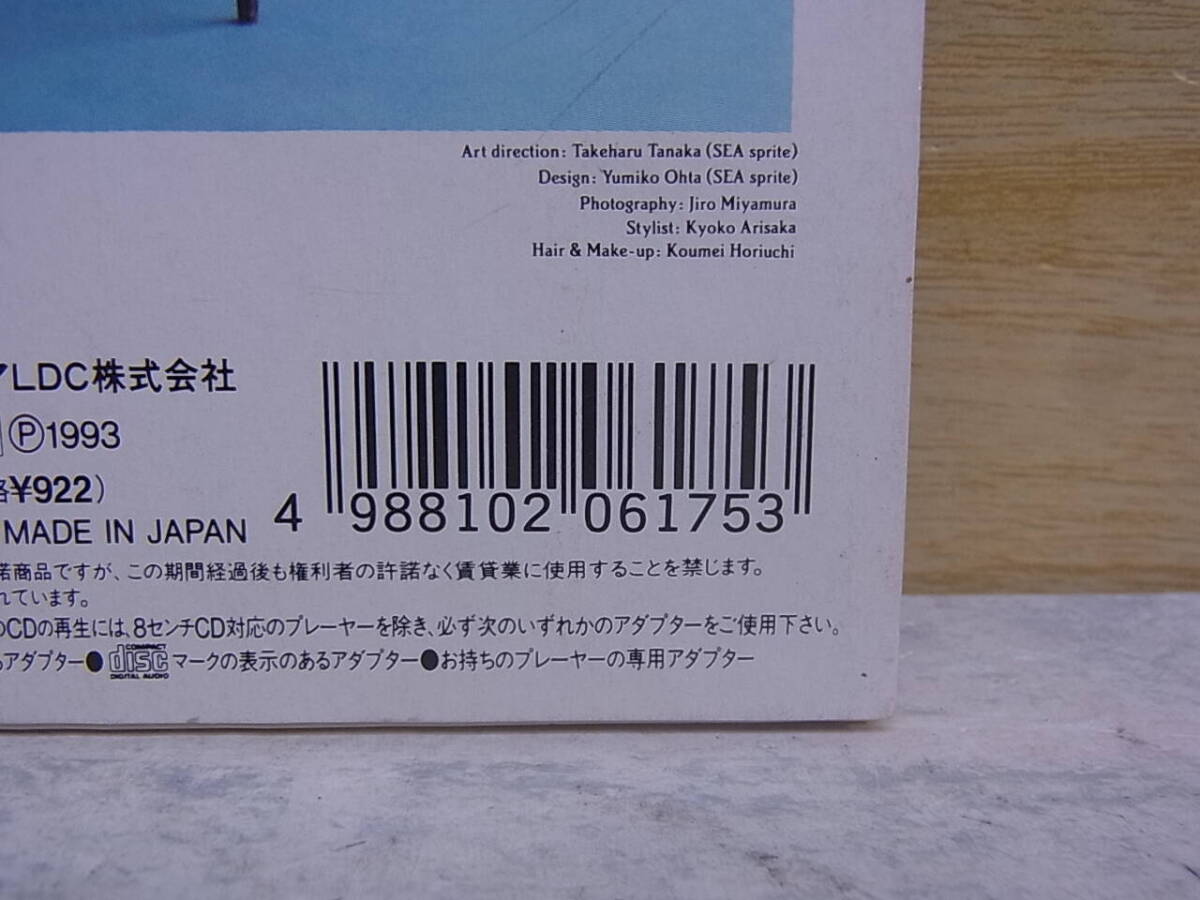 Art direction: Takeharu Tanaka (SEA sprite)
Design: Yumiko Ohta (SEA sprite)
Photography: Jiro Miyamura
Stylist: Kyoko Arisaka
Hair & Make-up: Koumei Horiuchi
LDC株式会社
Ⓟ1993
¥922)
MADE IN JAPAN
4 988102 061753
諾商品ですが、この期間経過後も権利者の許諾なく賃貸業に使用することを禁じます。
れています。
のCDの再生には、8センチCD対応のプレーヤーを除き、必ず次のいずれかのアダプターをご使用下さい。
アダプター●COMPACT disc DIGITAL AUDIO マークの表示のあるアダプター●お持ちのプレーヤーの専用アダプター